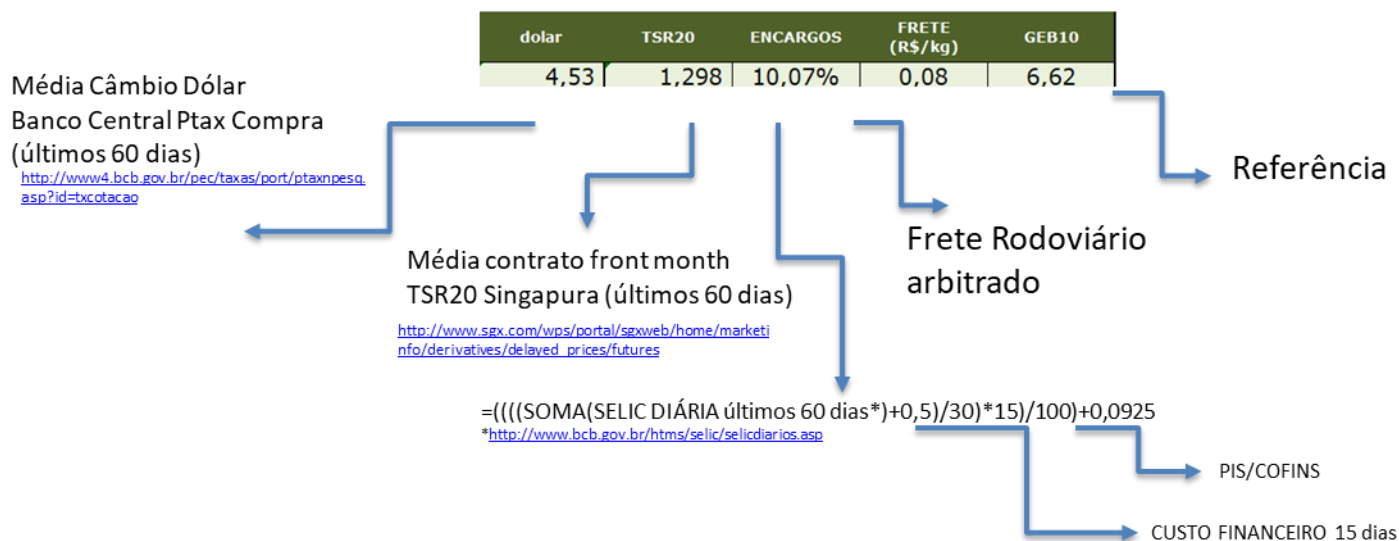 dolar TSR20 ENCARGOS FRETE (R$/kg) GEB10
4,53 1,298 10,07% 0,08 6,62
Média Câmbio Dólar
Banco Central Ptax Compra
(últimos 60 dias)
http://www4.bcb.gov.br/pec/taxas/port/ptaxnpesq.
asp?id=txcotacao
Referência
Frete Rodoviário
arbitrado
Média contrato front month
TSR20 Singapura (últimos 60 dias)
http://www.sgx.com/wps/portal/sgxweb/home/marketi
nfo/derivatives/delayed_prices/futures
=((((SOMA(SELIC DIÁRIA últimos 60 dias*)+0,5)/30)*15)/100)+0,0925
*http://www.bcb.gov.br/htms/selic/selicdiarios.asp
PIS/COFINS
CUSTO FINANCEIRO 15 dias